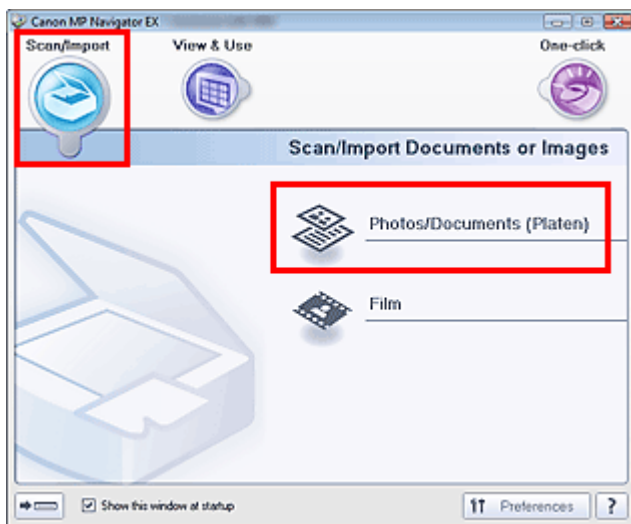 Canon MP Navigator EX
Scan/Import View & Use One-click
Scan/Import Documents or Images
Photos/Documents (Platen)
Film
Show this window at startup Preferences ?